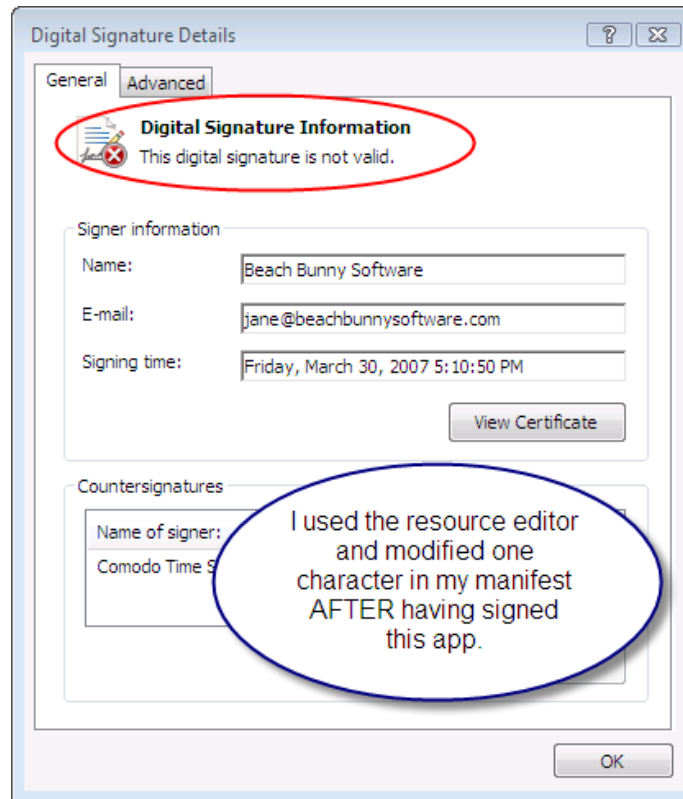 Digital Signature Details
General
Advanced
Digital Signature Information
This digital signature is not valid.
Signer information
Name:
Beach Bunny Software
E-mail:
jane@beachbunnysoftware.com
Signing time:
Friday, March 30, 2007 5:10:50 PM
View Certificate
Countersignatures
Name of signer:
Comodo Time S
I used the resource editor
and modified one
character in my manifest
AFTER having signed
this app.
OK